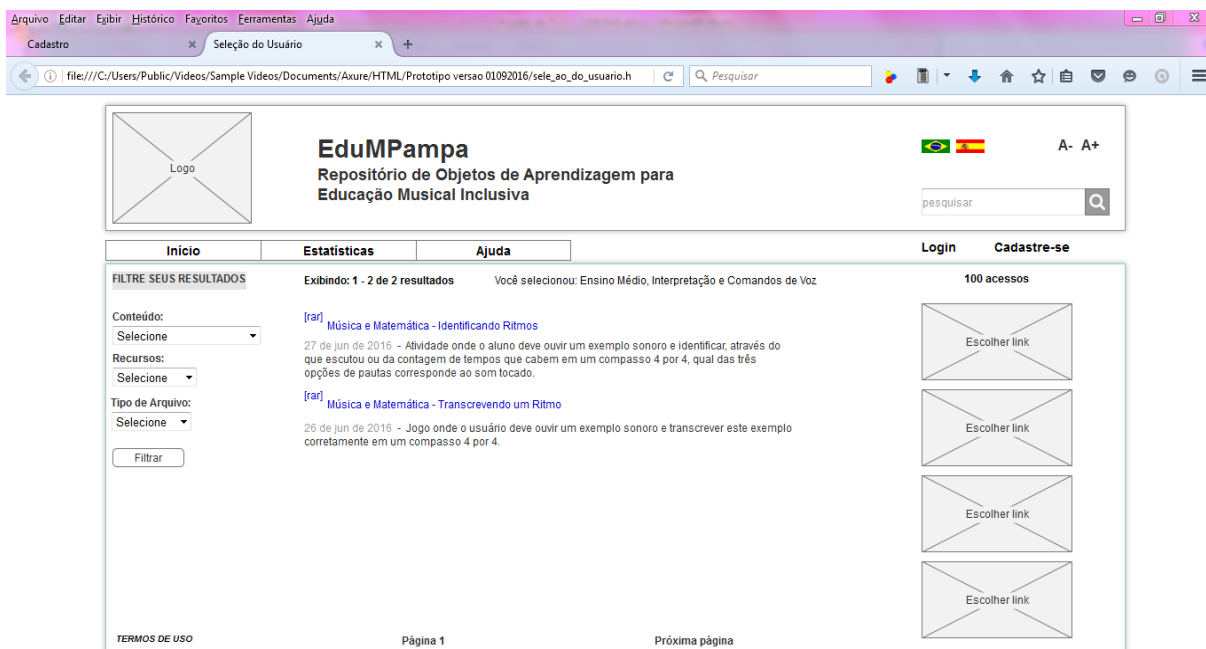 Arquivo Editar Exibir Histórico Favoritos Ferramentas Ajuda
Cadastro
Seleção do Usuário
file:///C:/Users/Public/Videos/Sample Videos/Documents/Axure/HTML/Prototipo versao 01092016/sele_ao_do_usuario.h
Pesquisar
Logo
EduMPampa
Repositório de Objetos de Aprendizagem para
Educação Musical Inclusiva
A- A+
pesquisar
Início
Estatísticas
Ajuda
Login
Cadastre-se
FILTRE SEUS RESULTADOS
Exibindo: 1 - 2 de 2 resultados
Você selecionou: Ensino Médio, Interpretação e Comandos de Voz
100 acessos
Conteúdo:
Selecione
Recursos:
Selecione
Tipo de Arquivo:
Selecione
Filtrar
[rar] Música e Matemática - Identificando Ritmos
27 de jun de 2016 - Atividade onde o aluno deve ouvir um exemplo sonoro e identificar, através do
que escutou ou da contagem de tempos que cabem em um compasso 4 por 4, qual das três
opções de pautas corresponde ao som tocado.
[rar] Música e Matemática - Transcrevendo um Ritmo
26 de jun de 2016 - Jogo onde o usuário deve ouvir um exemplo sonoro e transcrever este exemplo
corretamente em um compasso 4 por 4.
Escolher link
Escolher link
Escolher link
Escolher link
TERMOS DE USO
Página 1
Próxima página